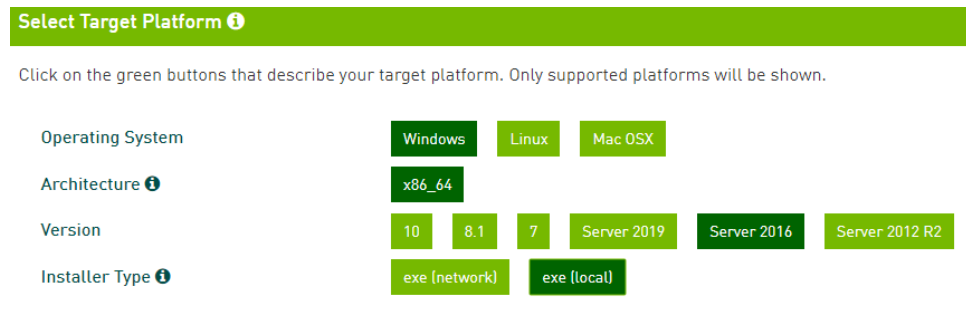 Select Target Platform
Click on the green buttons that describe your target platform. Only supported platforms will be shown.
Operating System Windows Linux Mac OSX
Architecture x86_64
Version 10 8.1 7 Server 2019 Server 2016 Server 2012 R2
Installer Type exe (network) exe (local)